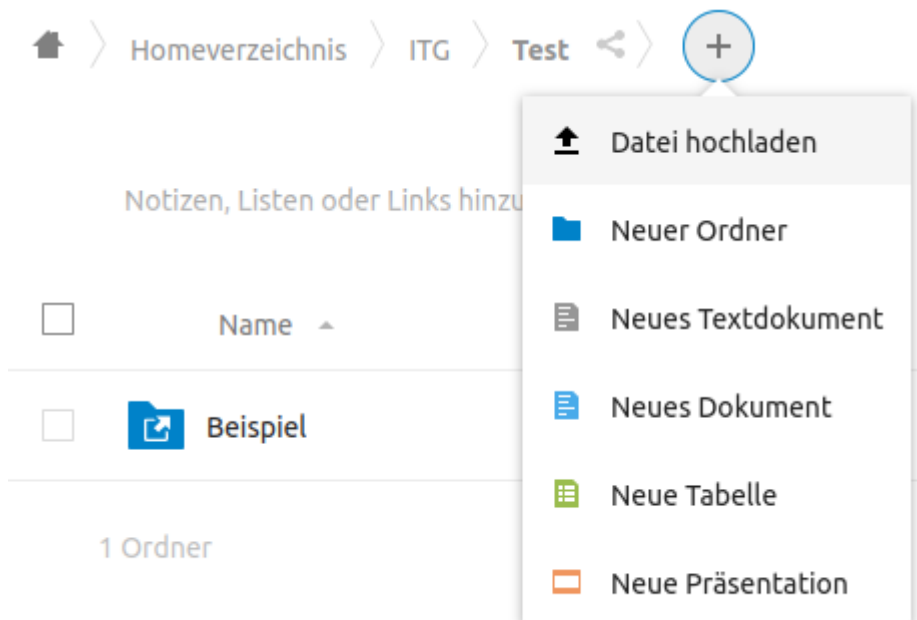 Homeverzeichnis ITG Test +
Datei hochladen
Notizen, Listen oder Links hinzu
Neuer Ordner
Neues Textdokument
Name
Neues Dokument
Beispiel
Neue Tabelle
1 Ordner
Neue Präsentation